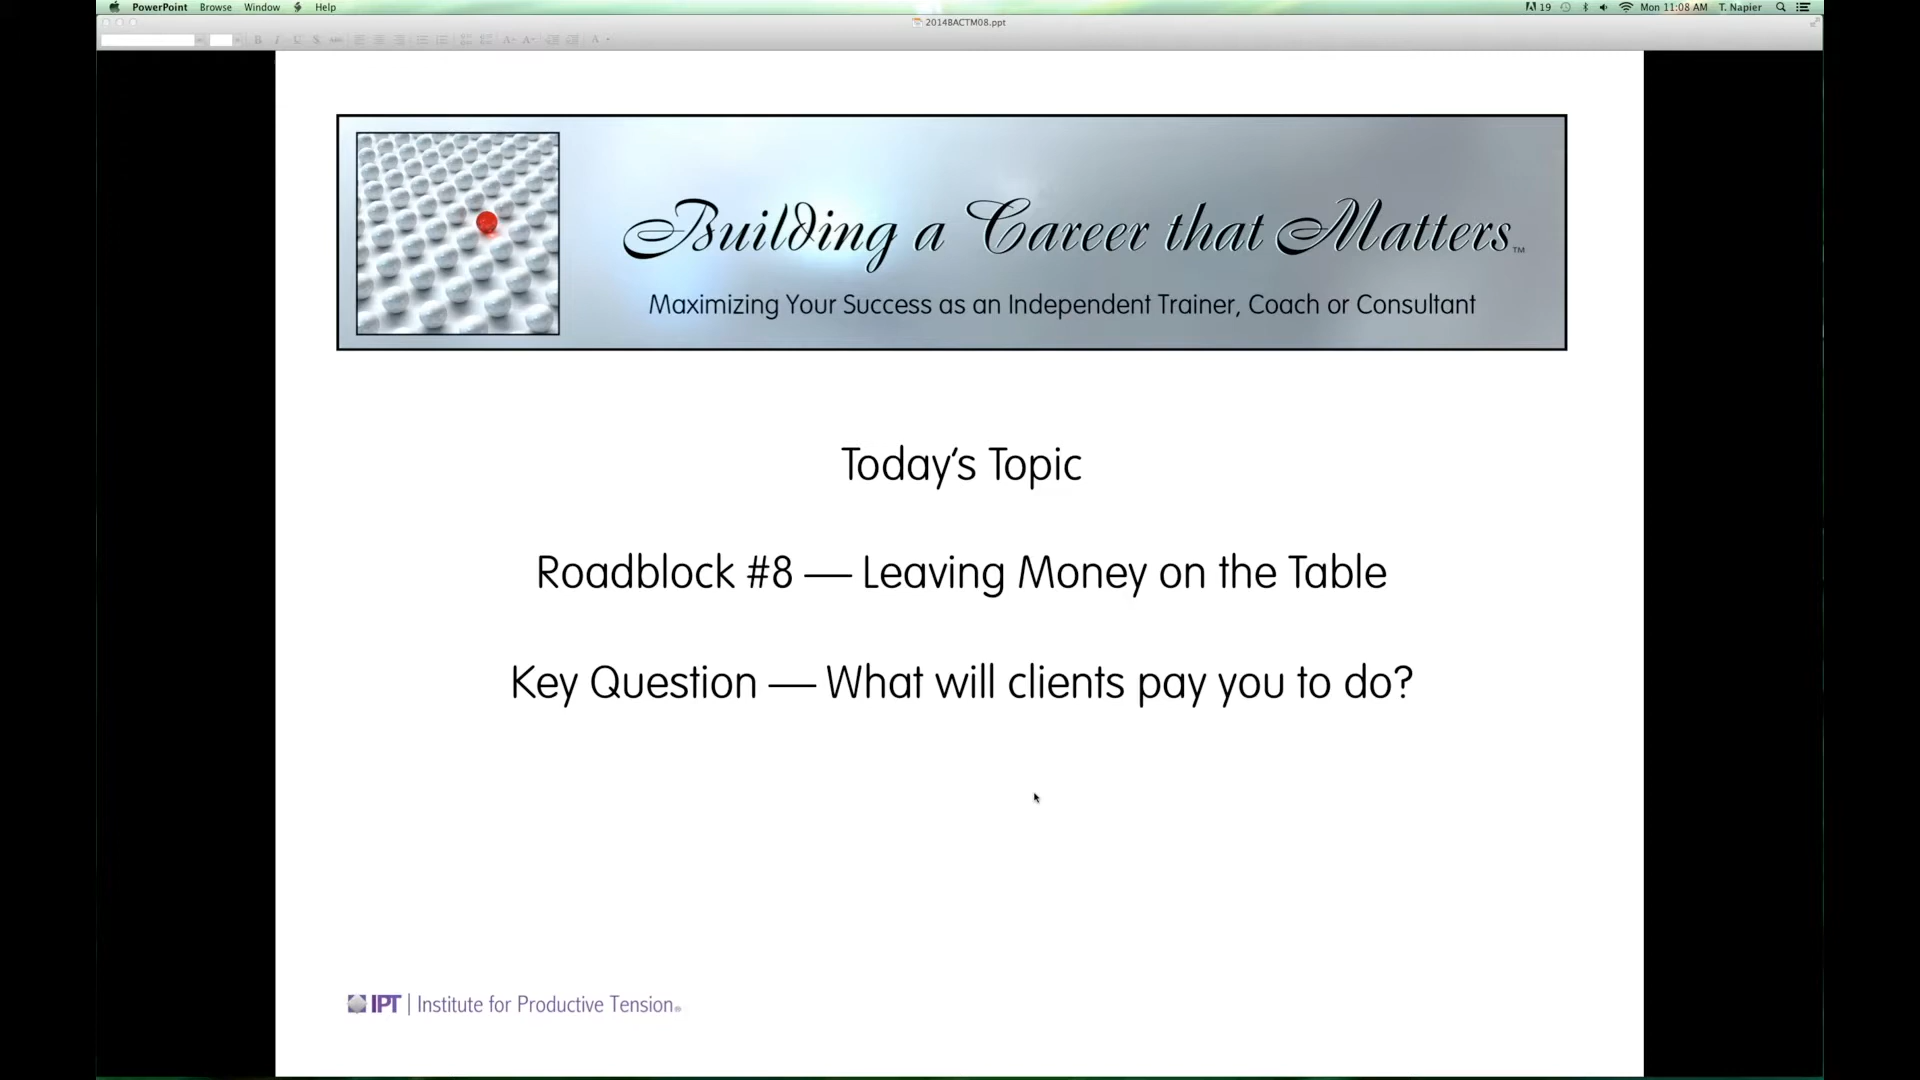 PowerPoint Browse Window Help
19 Mon 11:08 AM T. Napier
2014BACTM08.ppt
Building a Career that Matters™
Maximizing Your Success as an Independent Trainer, Coach or Consultant
Today's Topic
Roadblock #8 — Leaving Money on the Table
Key Question — What will clients pay you to do?
IPT | Institute for Productive Tension®